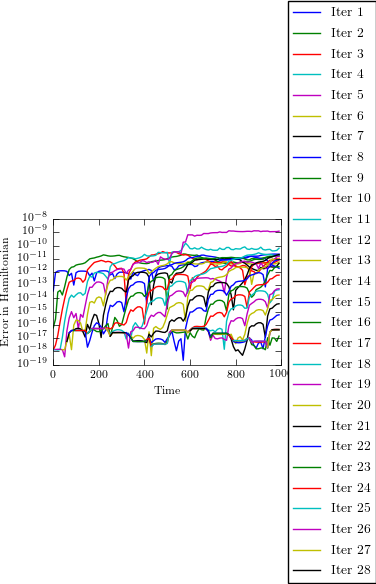 Iter 1
Iter 2
Iter 3
Iter 4
Iter 5
Iter 6
Iter 7
Iter 8
Iter 9
Iter 10
Iter 11
Iter 12
Iter 13
Iter 14
Iter 15
Iter 16
Iter 17
Iter 18
Iter 19
Iter 20
Iter 21
Iter 22
Iter 23
Iter 24
Iter 25
Iter 26
Iter 27
Iter 28
Error in Hamiltonian
10⁻⁸
10⁻⁹
10⁻¹⁰
10⁻¹¹
10⁻¹²
10⁻¹³
10⁻¹⁴
10⁻¹⁵
10⁻¹⁶
10⁻¹⁷
10⁻¹⁸
10⁻¹⁹
0 200 400 600 800 1000
Time